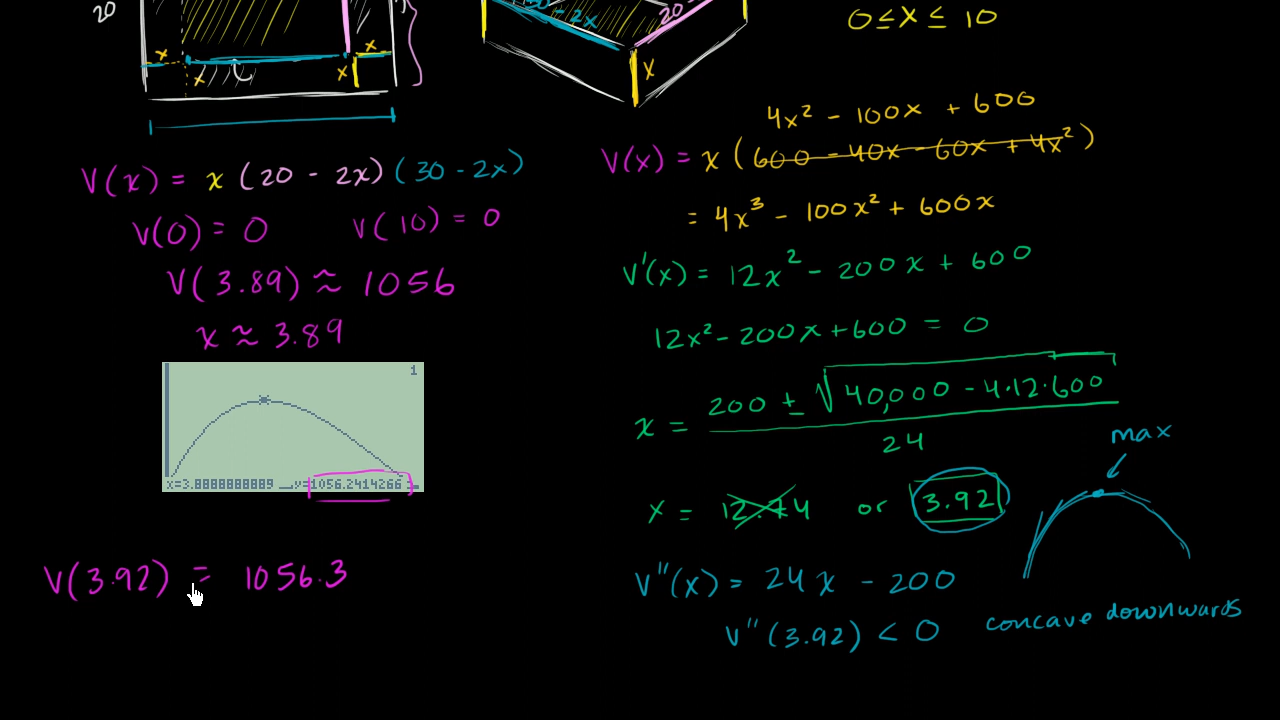 20
x
x
x
x
30 - 2x
20
x
0 ≤ x ≤ 10
V(x) = x (20 - 2x) (30 - 2x)
V(0) = 0 V(10) = 0
V(3.89) ≈ 1056
x ≈ 3.89
1
x=3.8888888889 y=1056.2414266
V(3.92) = 1056.3
4x² - 100x + 600
V(x) = x (600 - 40x - 60x + 4x²)
= 4x³ - 100x² + 600x
V'(x) = 12x² - 200x + 600
12x² - 200x + 600 = 0
x = 200 ± √40,000 - 4·12·600
24
max
x = 12.74 or 3.92
V''(x) = 24x - 200
V''(3.92) < 0 concave downwards